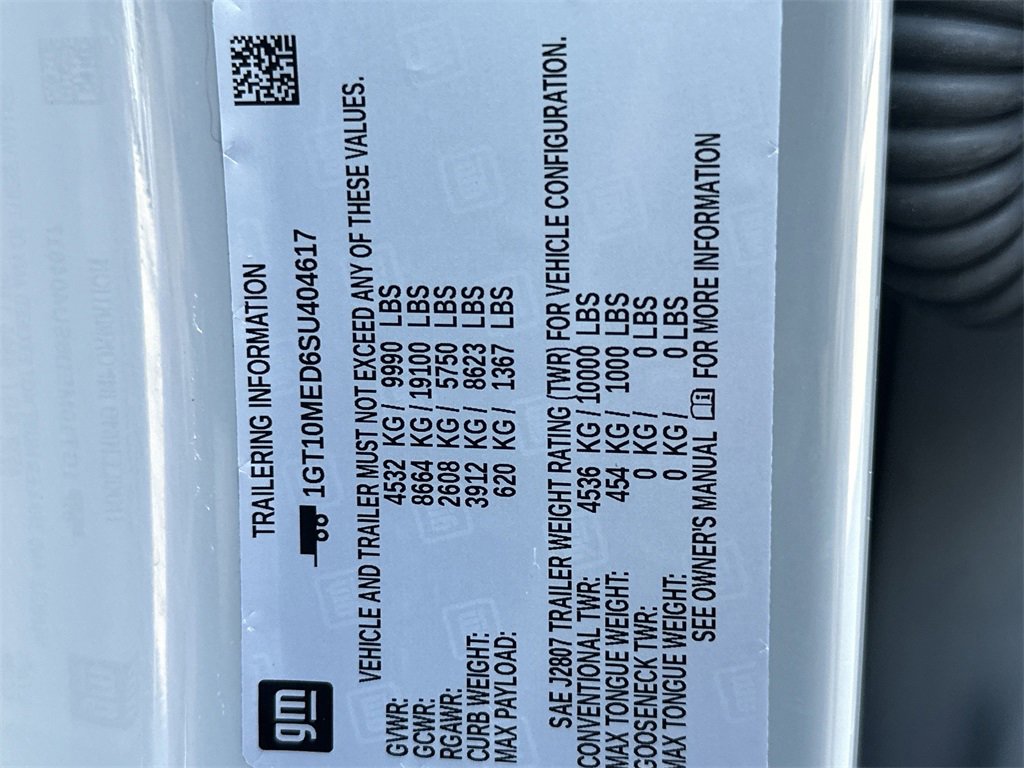 gm
TRAILERING INFORMATION
1GT10MED6SU404617
VEHICLE AND TRAILER MUST NOT EXCEED ANY OF THESE VALUES.
GVWR: 4532 KG / 9990 LBS
GCWR: 8664 KG /19100 LBS
RGAWR: 2608 KG / 5750 LBS
CURB WEIGHT: 3912 KG / 8623 LBS
MAX PAYLOAD: 620 KG / 1367 LBS
SAE J2807 TRAILER WEIGHT RATING (TWR) FOR VEHICLE CONFIGURATION.
CONVENTIONAL TWR: 4536 KG /10000 LBS
MAX TONGUE WEIGHT: 454 KG / 1000 LBS
GOOSENECK TWR: 0 KG / 0 LBS
MAX TONGUE WEIGHT: 0 KG / 0 LBS
SEE OWNER'S MANUAL FOR MORE INFORMATION